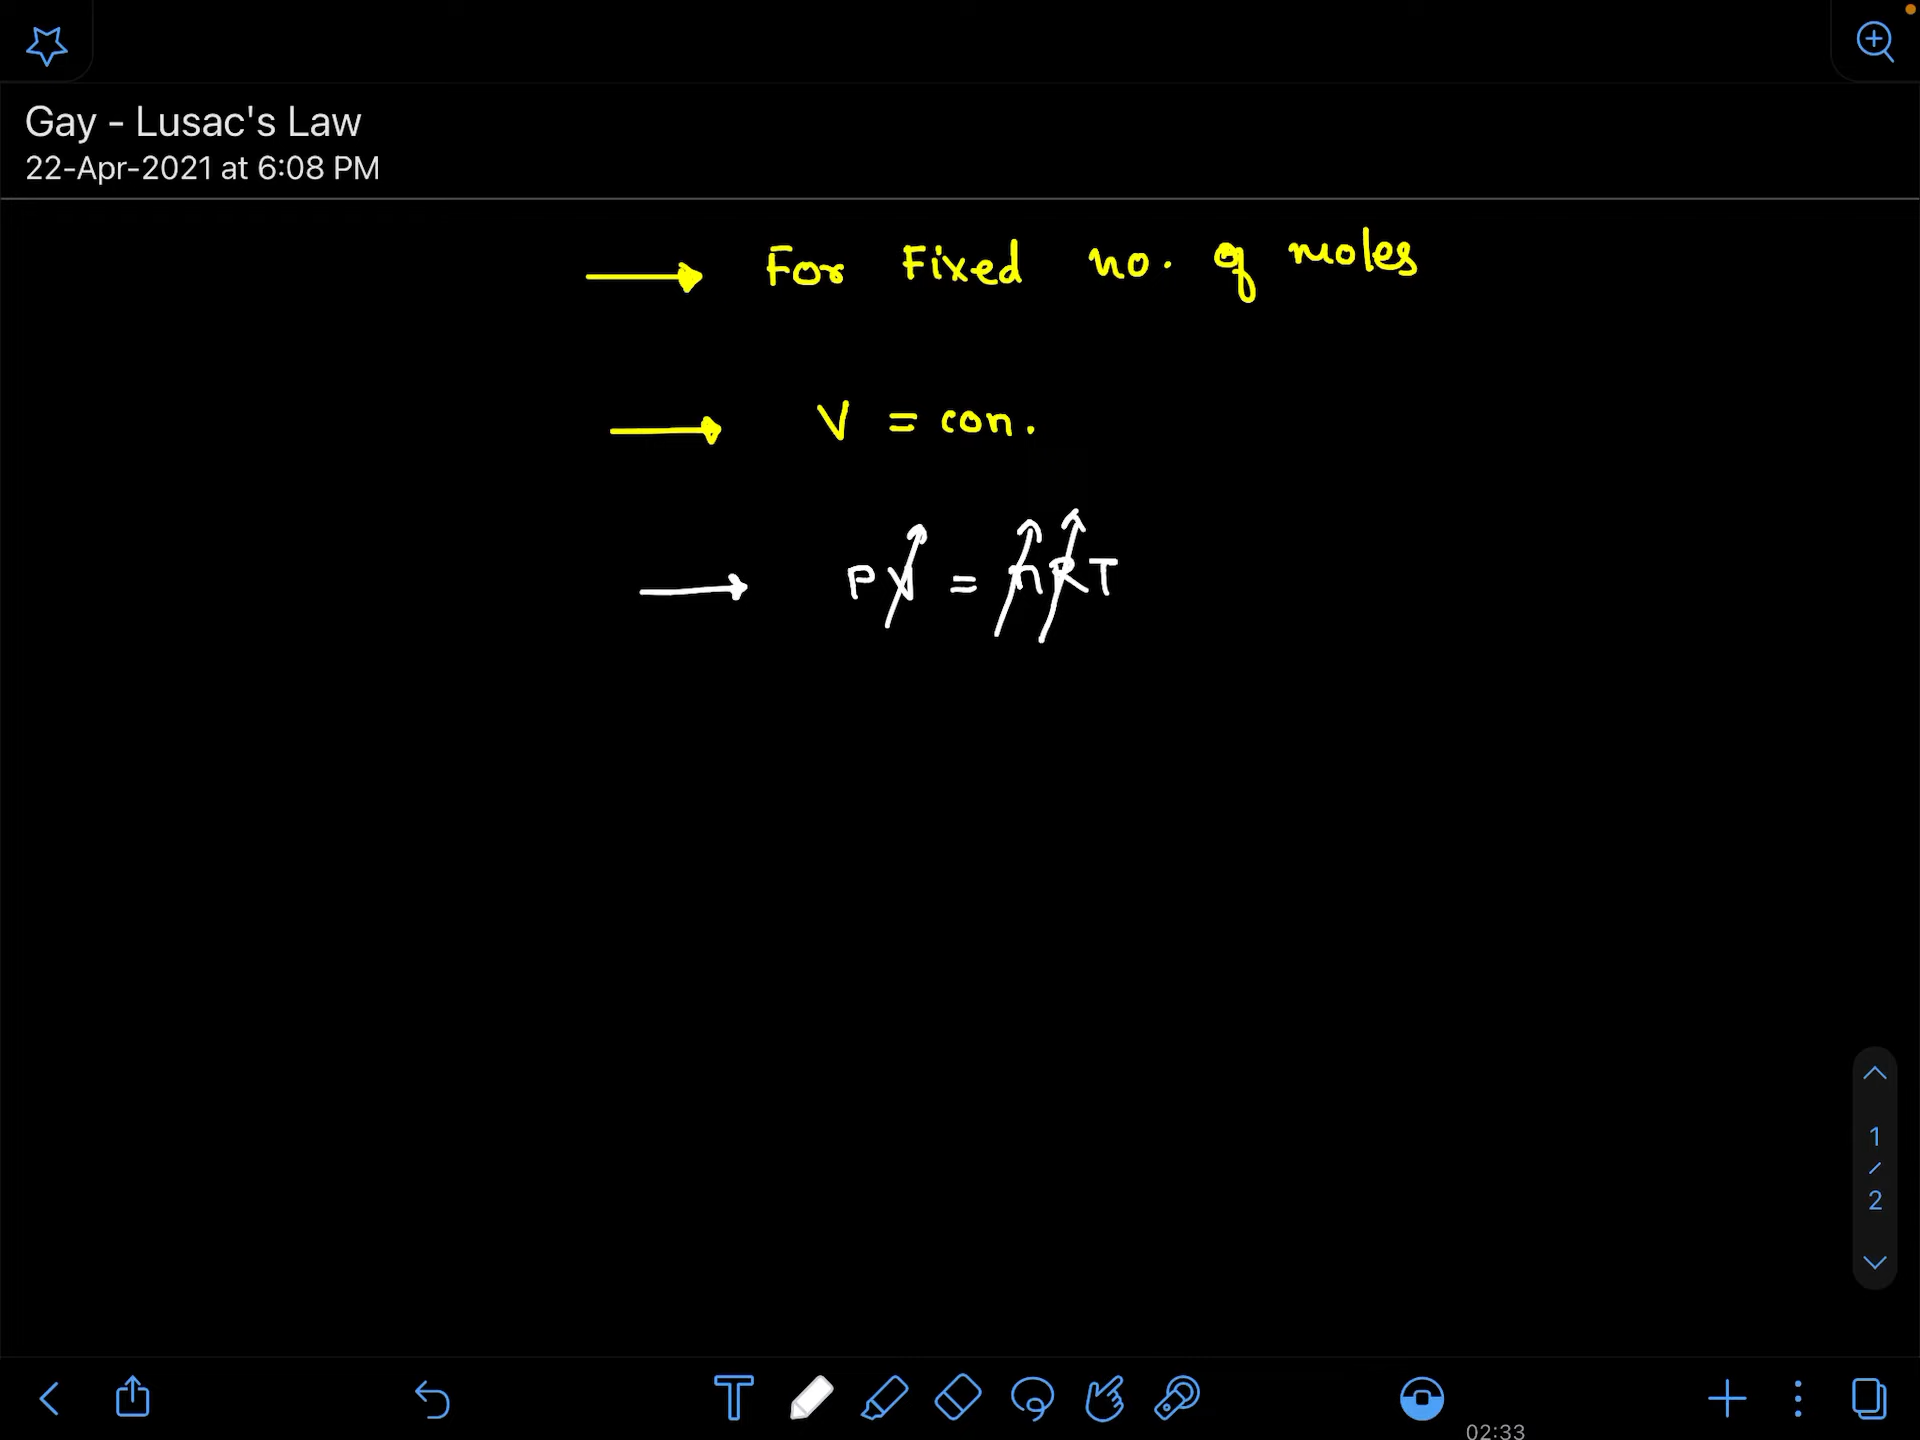 Gay - Lusac's Law
22-Apr-2021 at 6:08 PM
→ For Fixed no. of moles
→ V = con.
→ PV = nRT
1
/
2
02:33